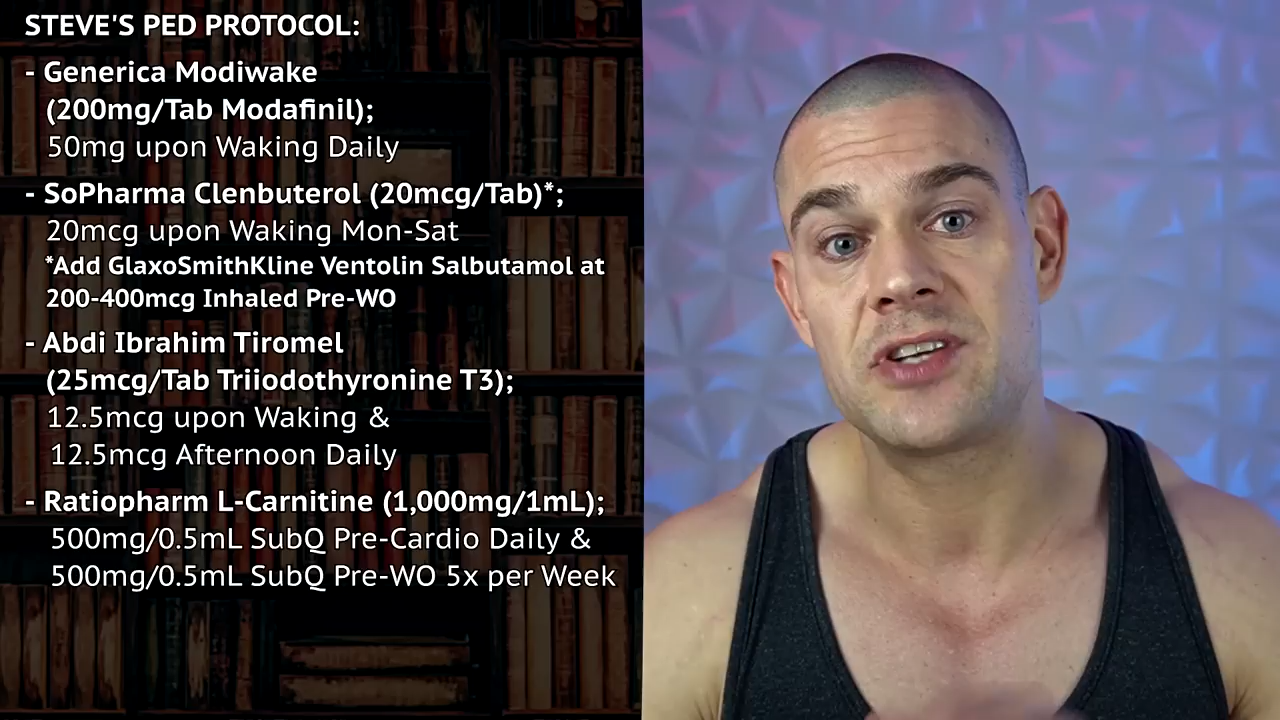 STEVE'S PED PROTOCOL:
- Generica Modiwake
(200mg/Tab Modafinil);
50mg upon Waking Daily
- SoPharma Clenbuterol (20mcg/Tab)*;
20mcg upon Waking Mon-Sat
*Add GlaxoSmithKline Ventolin Salbutamol at
200-400mcg Inhaled Pre-WO
- Abdi Ibrahim Tiromel
(25mcg/Tab Triiodothyronine T3);
12.5mcg upon Waking &
12.5mcg Afternoon Daily
- Ratiopharm L-Carnitine (1,000mg/1mL);
500mg/0.5mL SubQ Pre-Cardio Daily &
500mg/0.5mL SubQ Pre-WO 5x per Week